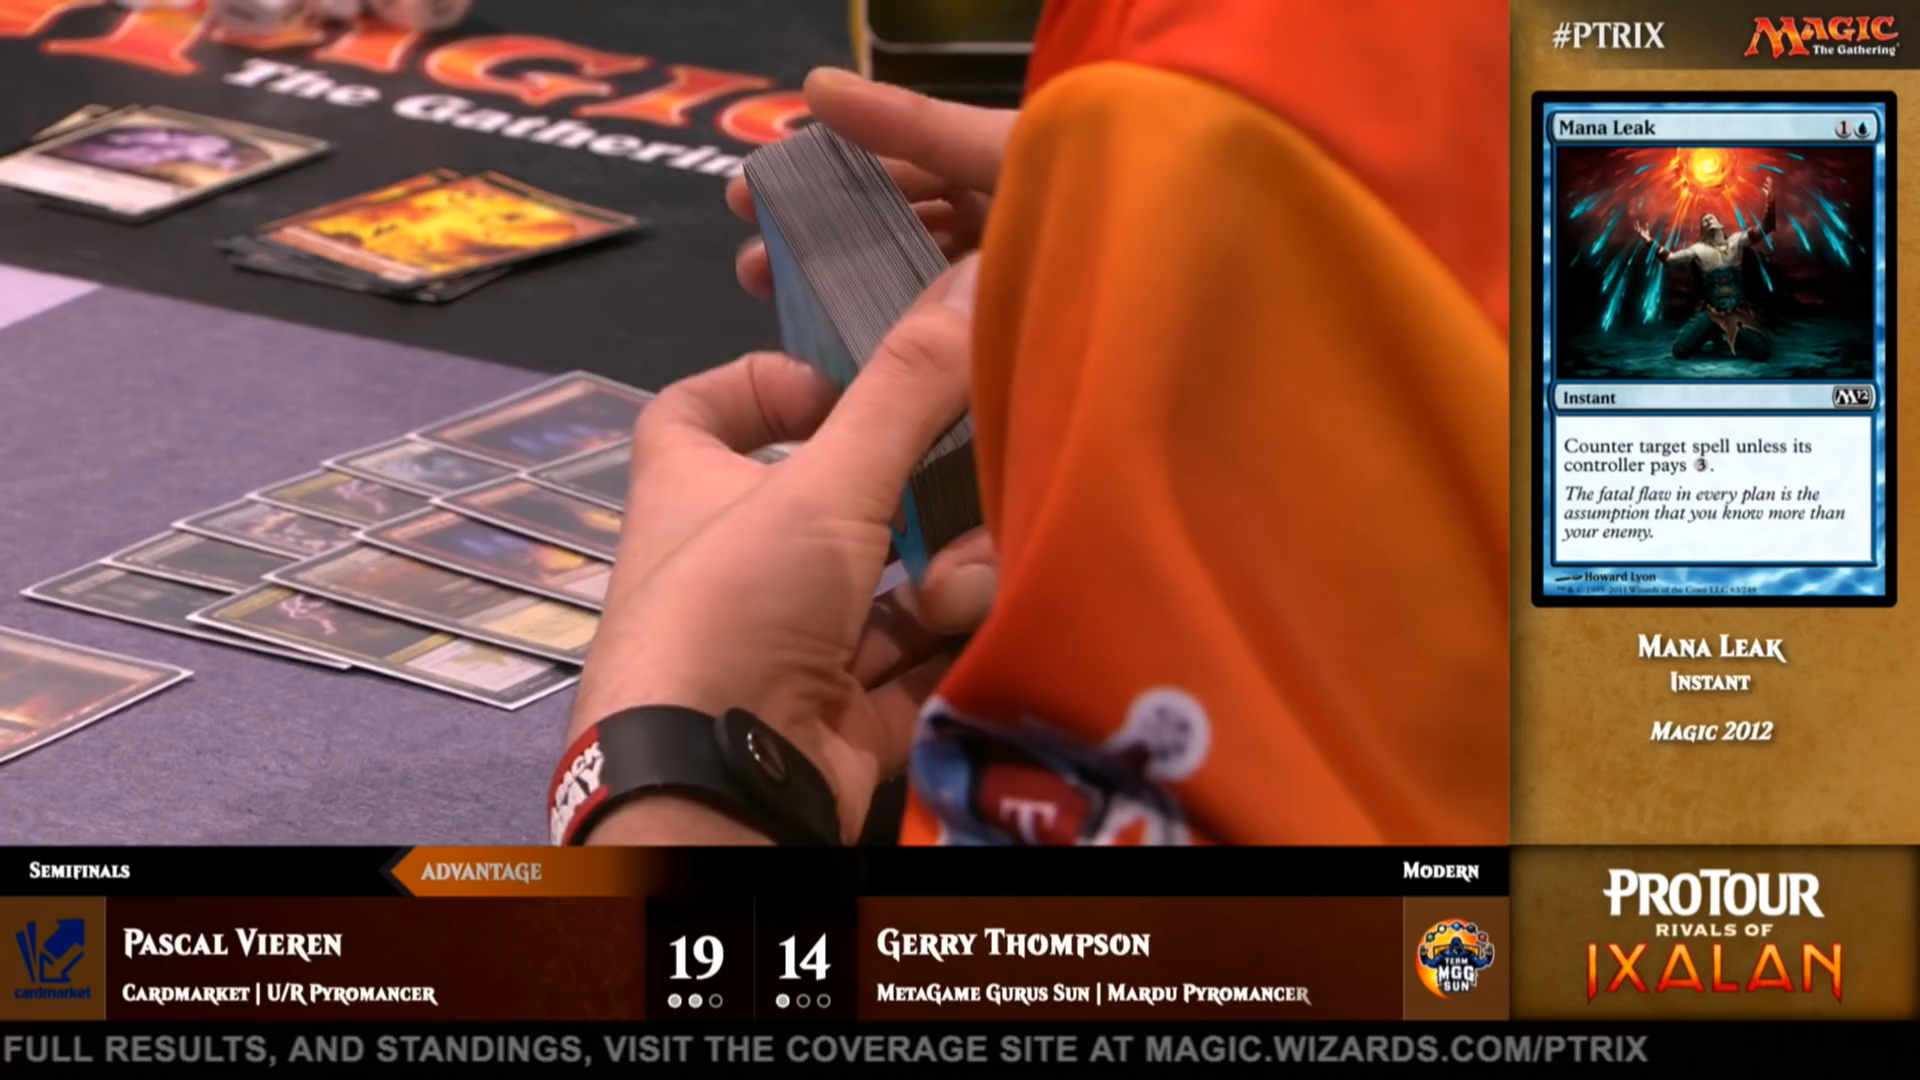 MAGIC
The Gathering
#PTRIX
MAGIC
The Gathering
Mana Leak
1
Instant
M12
Counter target spell unless its
controller pays 3.
The fatal flaw in every plan is the
assumption that you know more than
your enemy.
Howard Lyon
MANA LEAK
INSTANT
MAGIC 2012
SEMIFINALS
ADVANTAGE
MODERN
cardmarket
PASCAL VIEREN
CARDMARKET | U/R PYROMANCER
19
14
GERRY THOMPSON
METAGAME GURUS SUN | MARDU PYROMANCER
TEAM
MGG
SUN
PROTOUR
RIVALS OF
IXALAN
FULL RESULTS, AND STANDINGS, VISIT THE COVERAGE SITE AT MAGIC.WIZARDS.COM/PTRIX